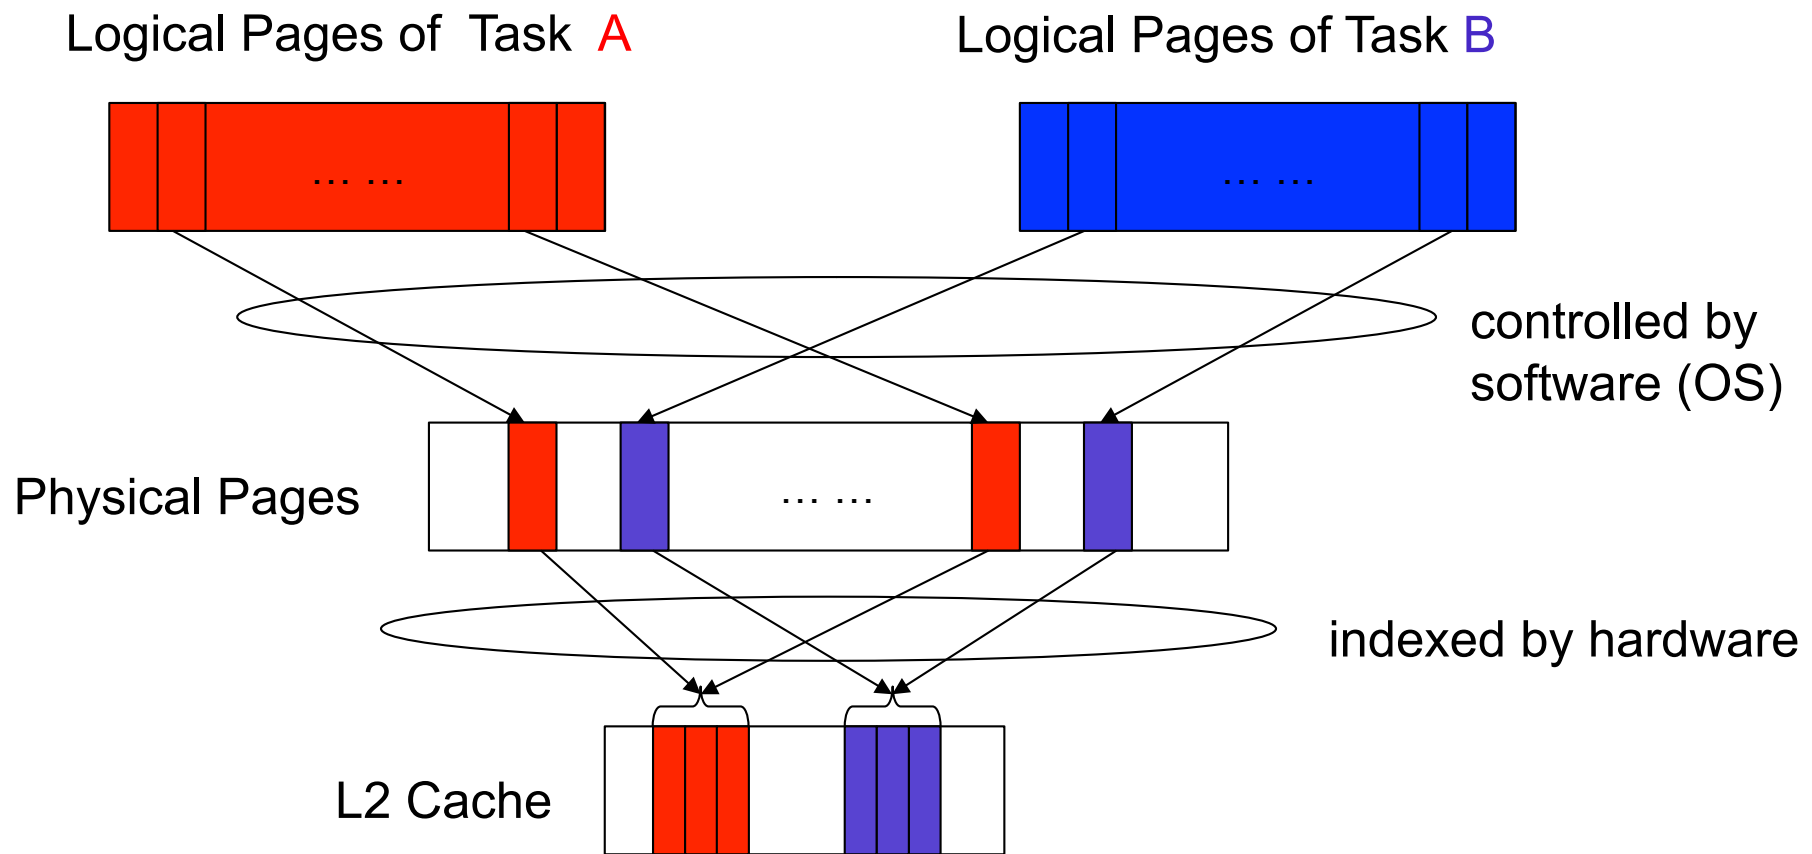 Logical Pages of Task A
Logical Pages of Task B
... ...
... ...
controlled by
software (OS)
Physical Pages
... ...
indexed by hardware
L2 Cache